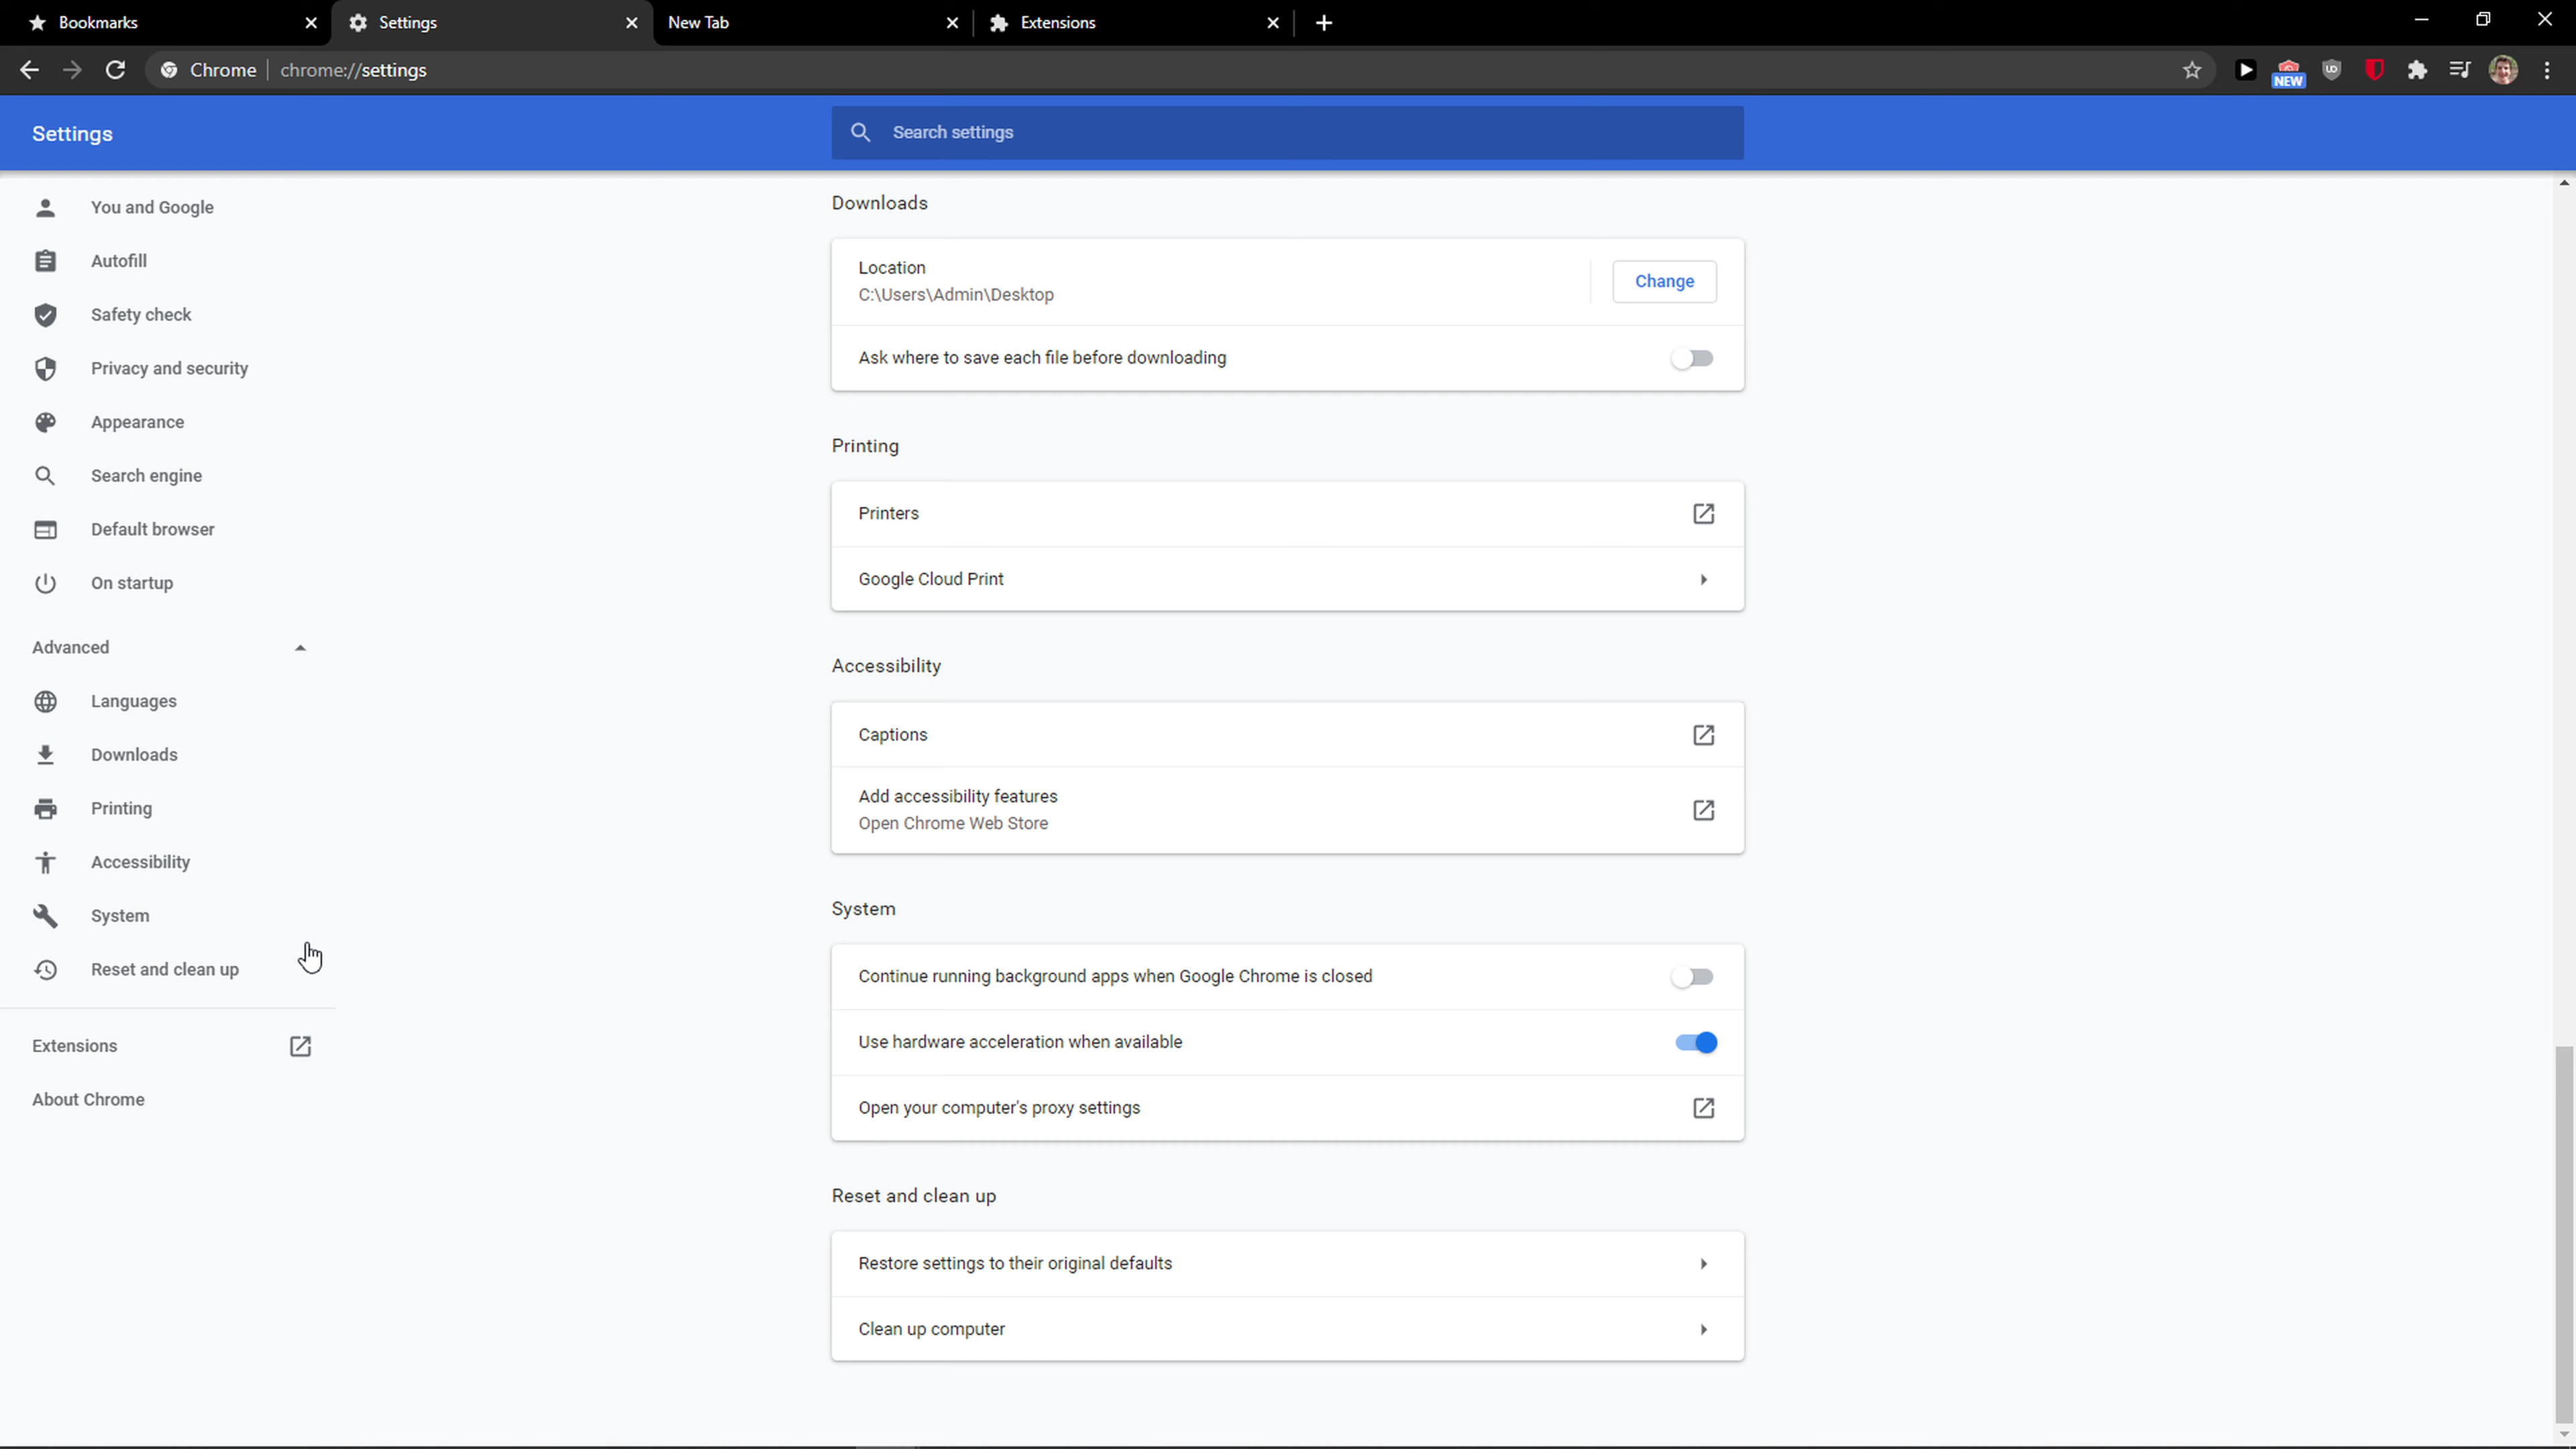 Bookmarks
Settings
New Tab
Extensions
Chrome
chrome://settings
NEW
Settings
Search settings
You and Google
Autofill
Safety check
Privacy and security
Appearance
Search engine
Default browser
On startup
Advanced
Languages
Downloads
Printing
Accessibility
System
Reset and clean up
Extensions
About Chrome
Downloads
Location
C:\Users\Admin\Desktop
Change
Ask where to save each file before downloading
Printing
Printers
Google Cloud Print
Accessibility
Captions
Add accessibility features
Open Chrome Web Store
System
Continue running background apps when Google Chrome is closed
Use hardware acceleration when available
Open your computer's proxy settings
Reset and clean up
Restore settings to their original defaults
Clean up computer